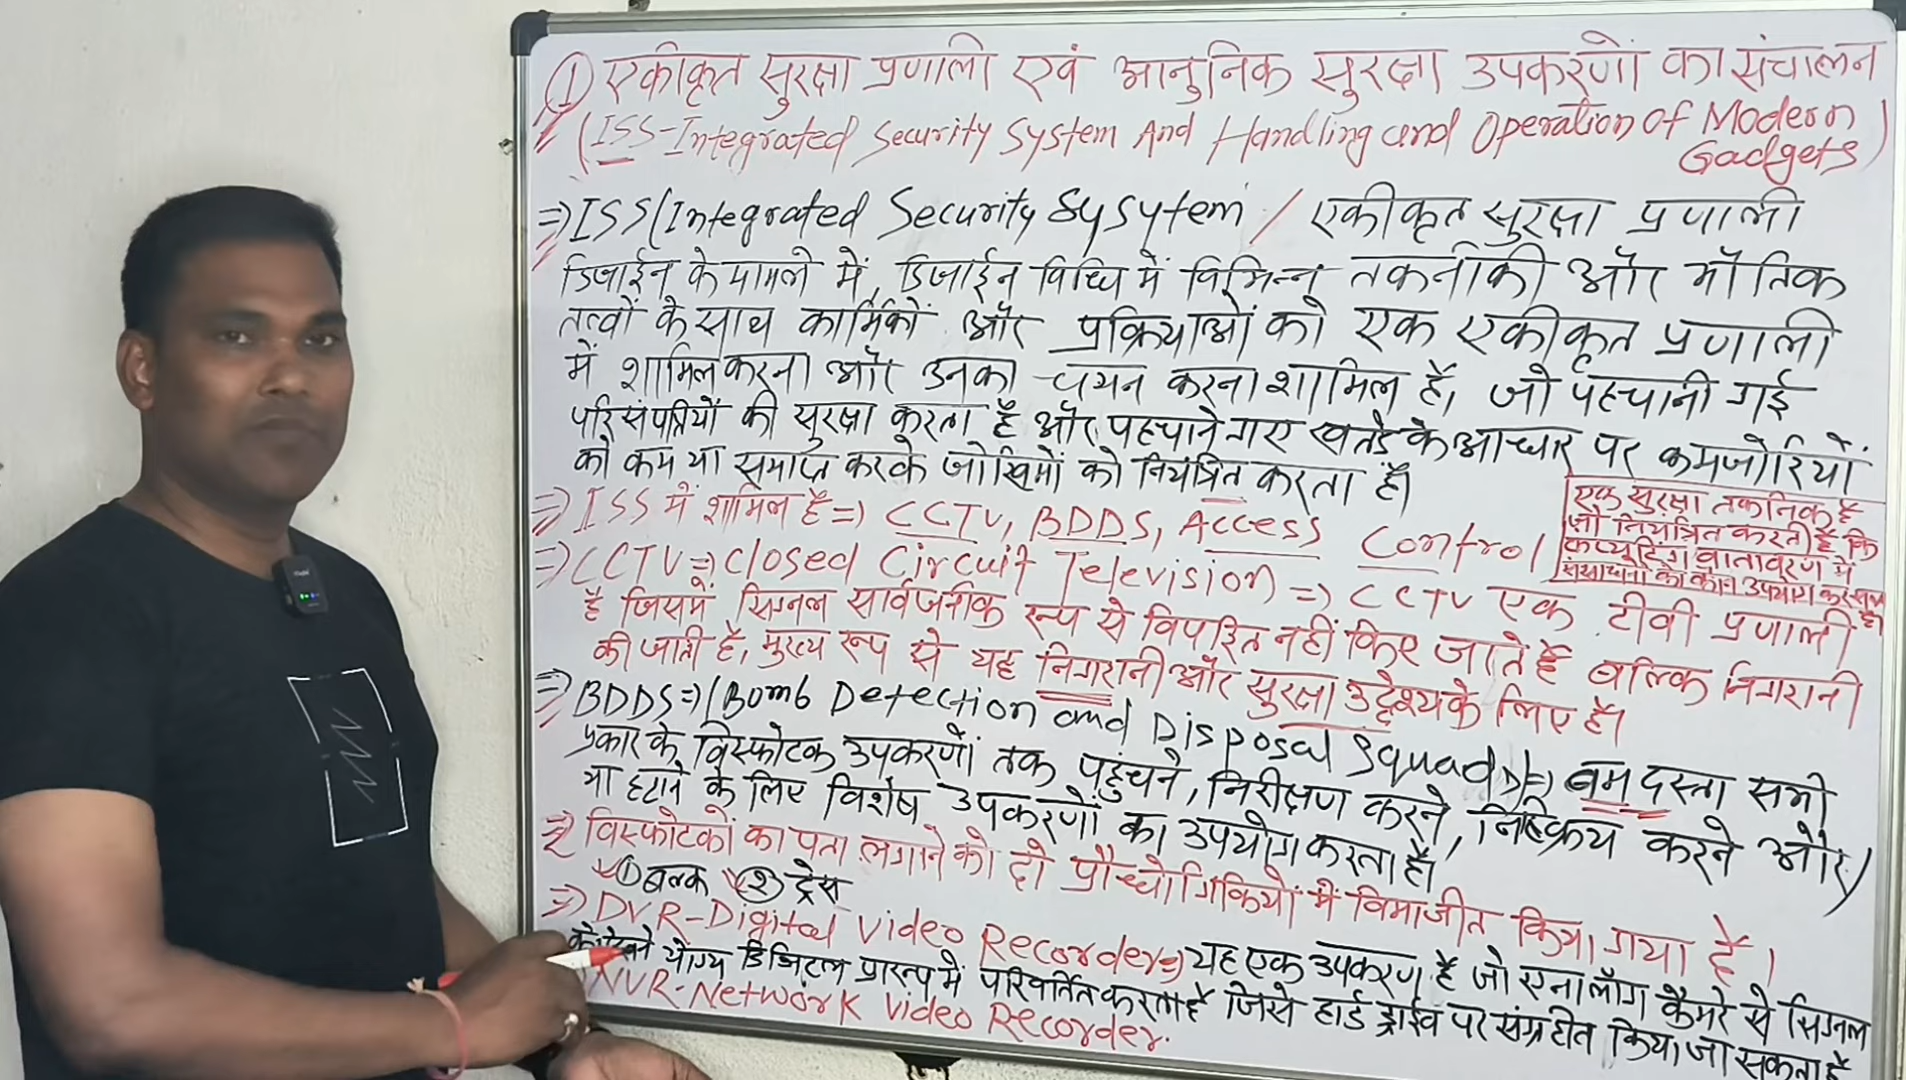 ① एकीकृत सुरक्षा प्रणाली एवं आनुनिक सुरक्षा उपकरणों का संचालन
(ISS-Integrated Security System And Handling and Operation of Modern Gadgets)
⇒ ISS(Integrated Security SySytem / एकीकृत सुरक्षा प्रणाली
डिजाईन के मामलो में, डिजाईन विधि में विभिन्न तकनीकी और भौतिक
तत्वों के साथ कार्मिकों और प्रक्रियाओं को एक एकीकृत प्रणाली
में शामिल करना और उनका चयन करना शामिल है, जो पहचानी गई
परिसंपत्तियों की सुरक्षा करता है और पहचाने गए के आधार पर कमजोरियों
को कम या समाप्त करके जोखिमों को नियंत्रित करता है।
⇒ ISS में शामिल है ⇒ CCTV, BDDS, Access Control
एक सुरक्षा तकनिक है
जो नियंत्रित करती है कि
कंप्यूटिंग वातावरण में
संसाधनों का कौन उपयोग कर सकता है।
⇒ CCTV ⇒ Closed Circuit Television ⇒ CCTV एक टीवी प्रणाली
है जिसमें सिग्नल सार्वजनीक रूप से वितरित नहीं किए जाते है बल्कि निगरानी
की जाती है, मुख्य रूप से यह निगरानी और सुरक्षा उद्देश्य के लिए है।
⇒ BDDS ⇒ (Bomb Detection and Disposal Squad) ⇒ बम दस्ता सभी
प्रकार के विस्फोटक उपकरणों तक पहुंचने, निरीक्षण करने, निष्क्रिय करने और
या हटाने के लिए विशेष उपकरणों का उपयोग करता है।
⇒ विस्फोटकों का पता लगाने को दो प्रौद्योगिकियों में विभाजीत किया गया है।
① बल्क ② ट्रेस
⇒ DVR-Digital Video Recorder ⇒ यह एक उपकरण है जो एनालॉग कैमरे से सिग्नल
योग्य डिजिटल प्रारूप में परिवर्तित करता है जिसे हार्ड ड्राईव पर संग्रहीत किया जा सकता है
NVR-Network Video Recorder.